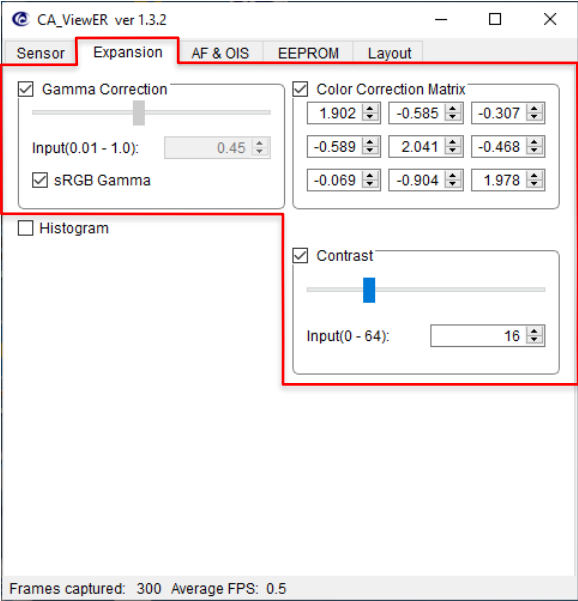 CA_ViewER ver 1.3.2
Sensor Expansion AF & OIS EEPROM Layout
Gamma Correction
Input(0.01 - 1.0): 0.45
sRGB Gamma
Histogram
Color Correction Matrix
1.902 -0.585 -0.307
-0.589 2.041 -0.468
-0.069 -0.904 1.978
Contrast
Input(0 - 64): 16
Frames captured: 300 Average FPS: 0.5